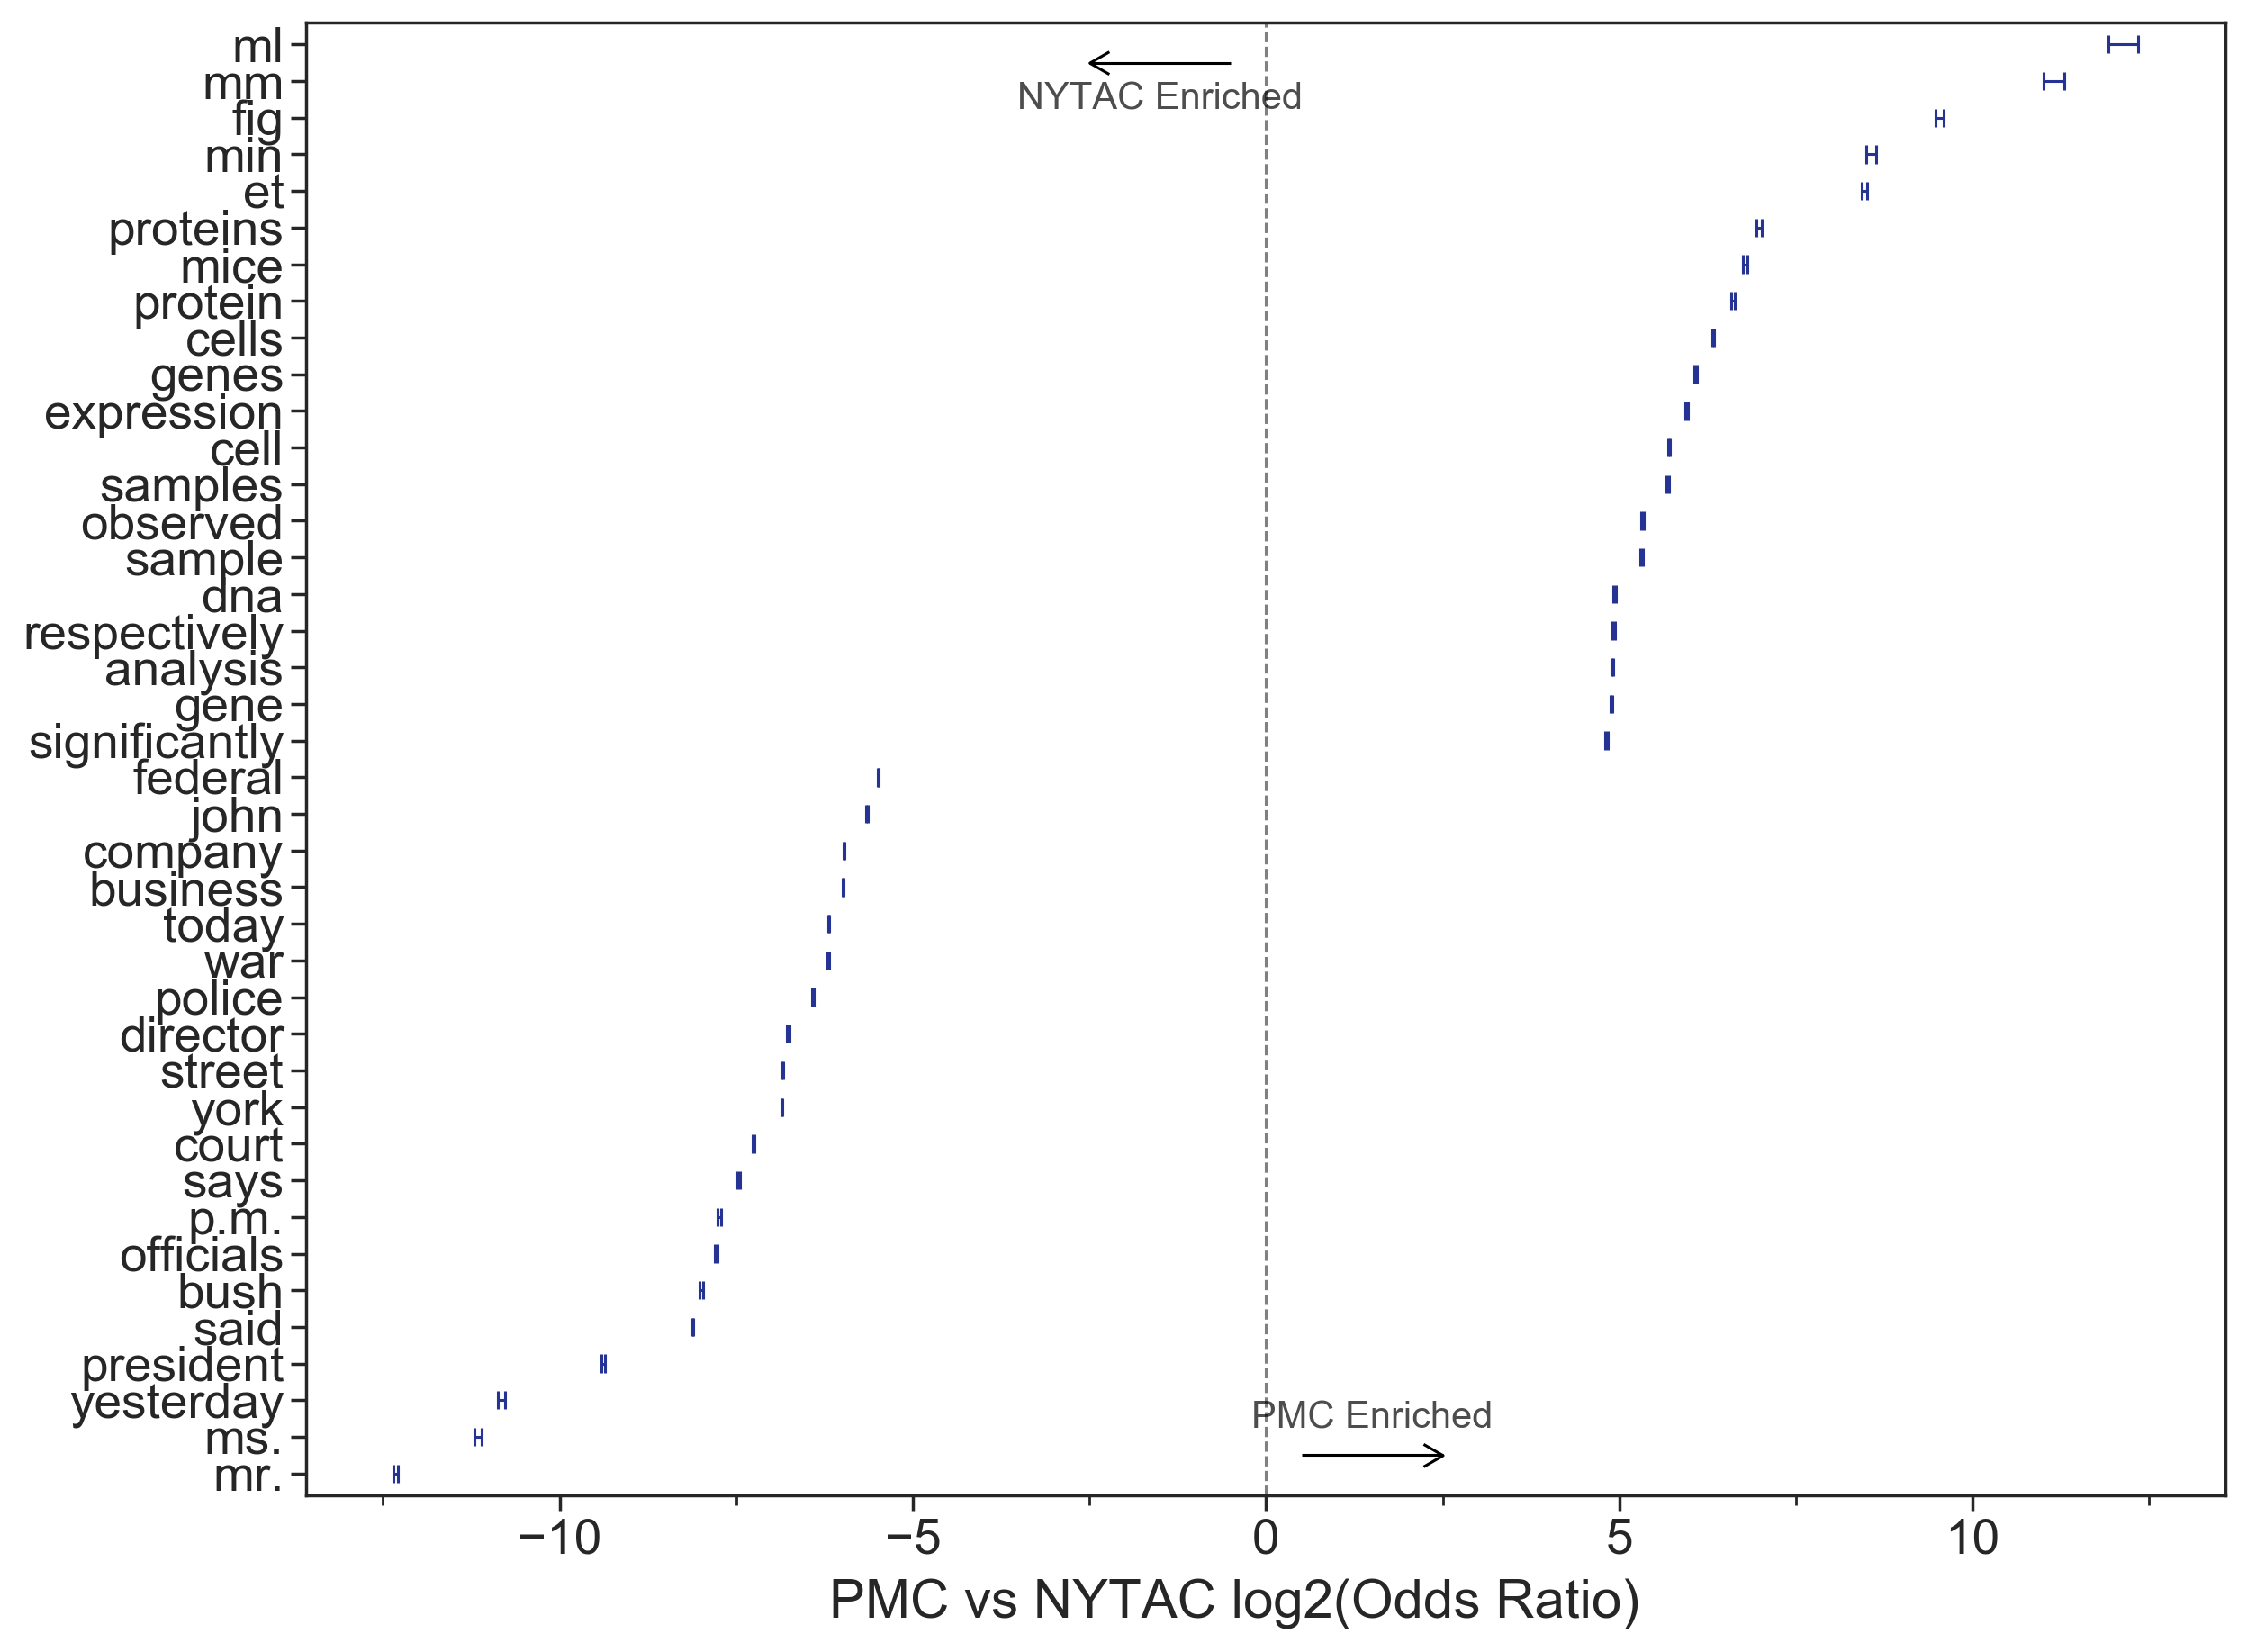 ml
NYTAC Enriched
mm
fig
min
et
proteins
mice
protein
cells
genes
expression
cell
samples
observed
sample
dna
respectively
analysis
gene
significantly
federal
john
company
business
today
war
police
director
street
york
court
says
p.m.
officials
bush
said
president
yesterday
PMC Enriched
ms.
mr.
−10 −5 0 5 10
PMC vs NYTAC log2(Odds Ratio)